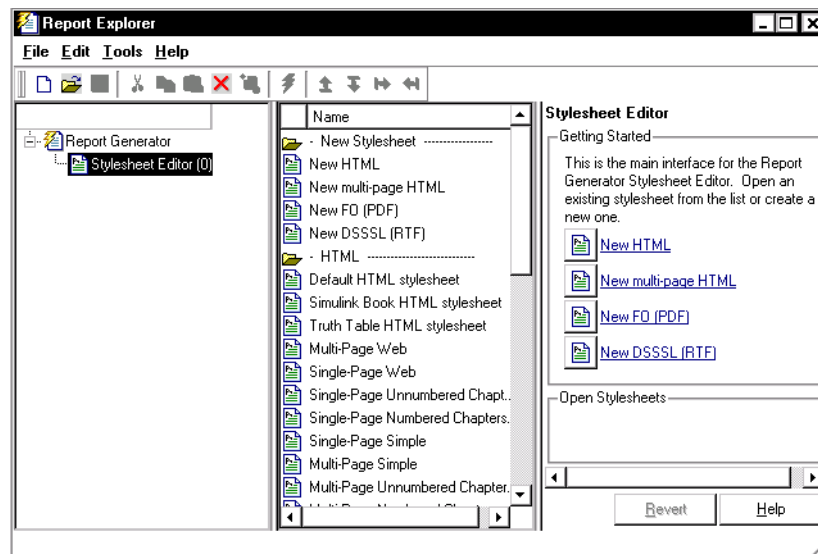 Report Explorer
File Edit Tools Help
Report Generator
Stylesheet Editor (0)
Name
- New Stylesheet -----------------
New HTML
New multi-page HTML
New FO (PDF)
New DSSSL (RTF)
- HTML ---------------------------
Default HTML stylesheet
Simulink Book HTML stylesheet
Truth Table HTML stylesheet
Multi-Page Web
Single-Page Web
Single-Page Unnumbered Chapt..
Single-Page Numbered Chapters.
Single-Page Simple
Multi-Page Simple
Multi-Page Unnumbered Chapter.
Stylesheet Editor
Getting Started
This is the main interface for the Report
Generator Stylesheet Editor. Open an
existing stylesheet from the list or create a
new one.
New HTML
New multi-page HTML
New FO (PDF)
New DSSSL (RTF)
Open Stylesheets
Revert Help